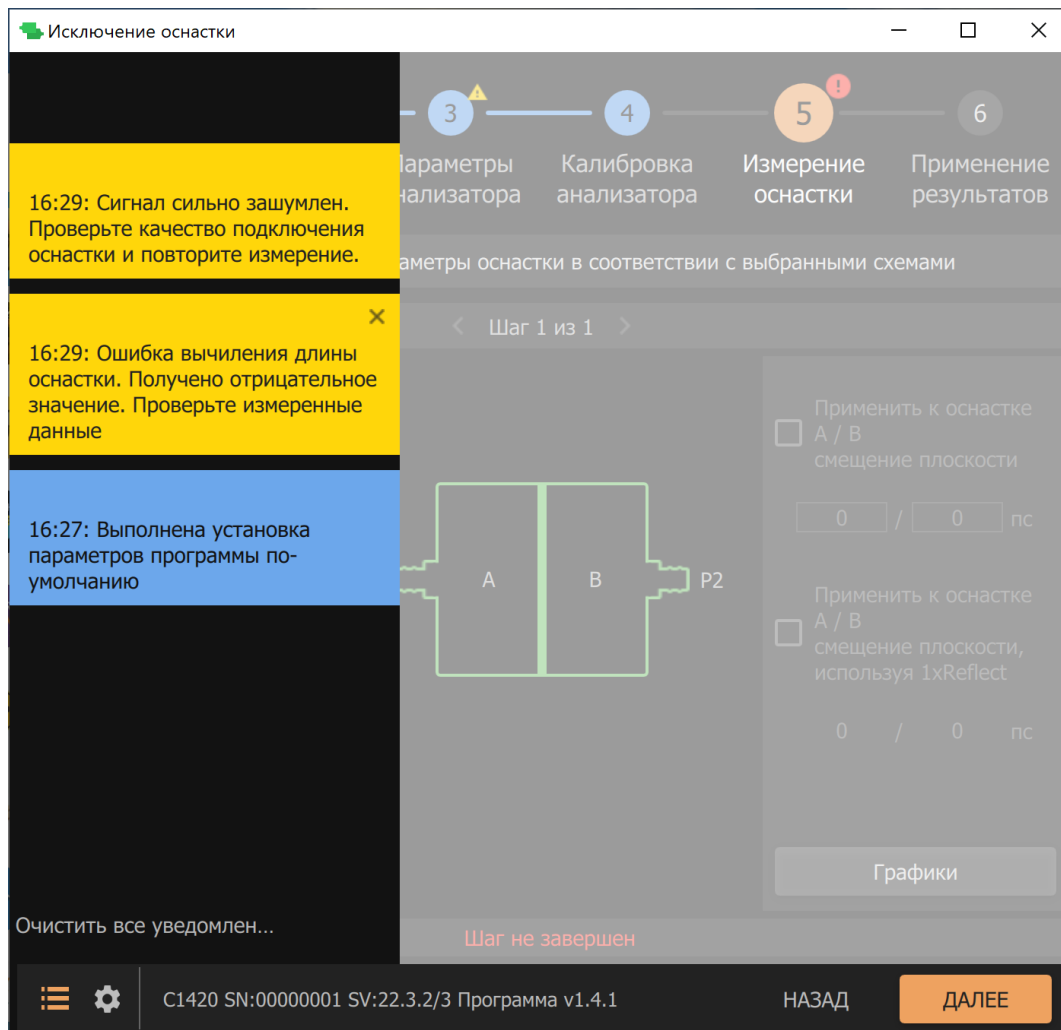 Исключение оснастки
3
4
5
6
Параметры
анализатора
Калибровка
анализатора
Измерение
оснастки
Применение
результатов
16:29: Сигнал сильно зашумлен.
Проверьте качество подключения
оснастки и повторите измерение.
аметры оснастки в соответствии с выбранными схемами
Шаг 1 из 1
16:29: Ошибка вычиления длины
оснастки. Получено отрицательное
значение. Проверьте измеренные
данные
16:27: Выполнена установка
параметров программы по-
умолчанию
A
B
P2
Применить к оснастке
A / B
смещение плоскости
0 / 0 пс
Применить к оснастке
A / B
смещение плоскости,
используя 1xReflect
0 / 0 пс
Графики
Очистить все уведомлен...
Шаг не завершен
C1420 SN:00000001 SV:22.3.2/3 Программа v1.4.1
НАЗАД
ДАЛЕЕ